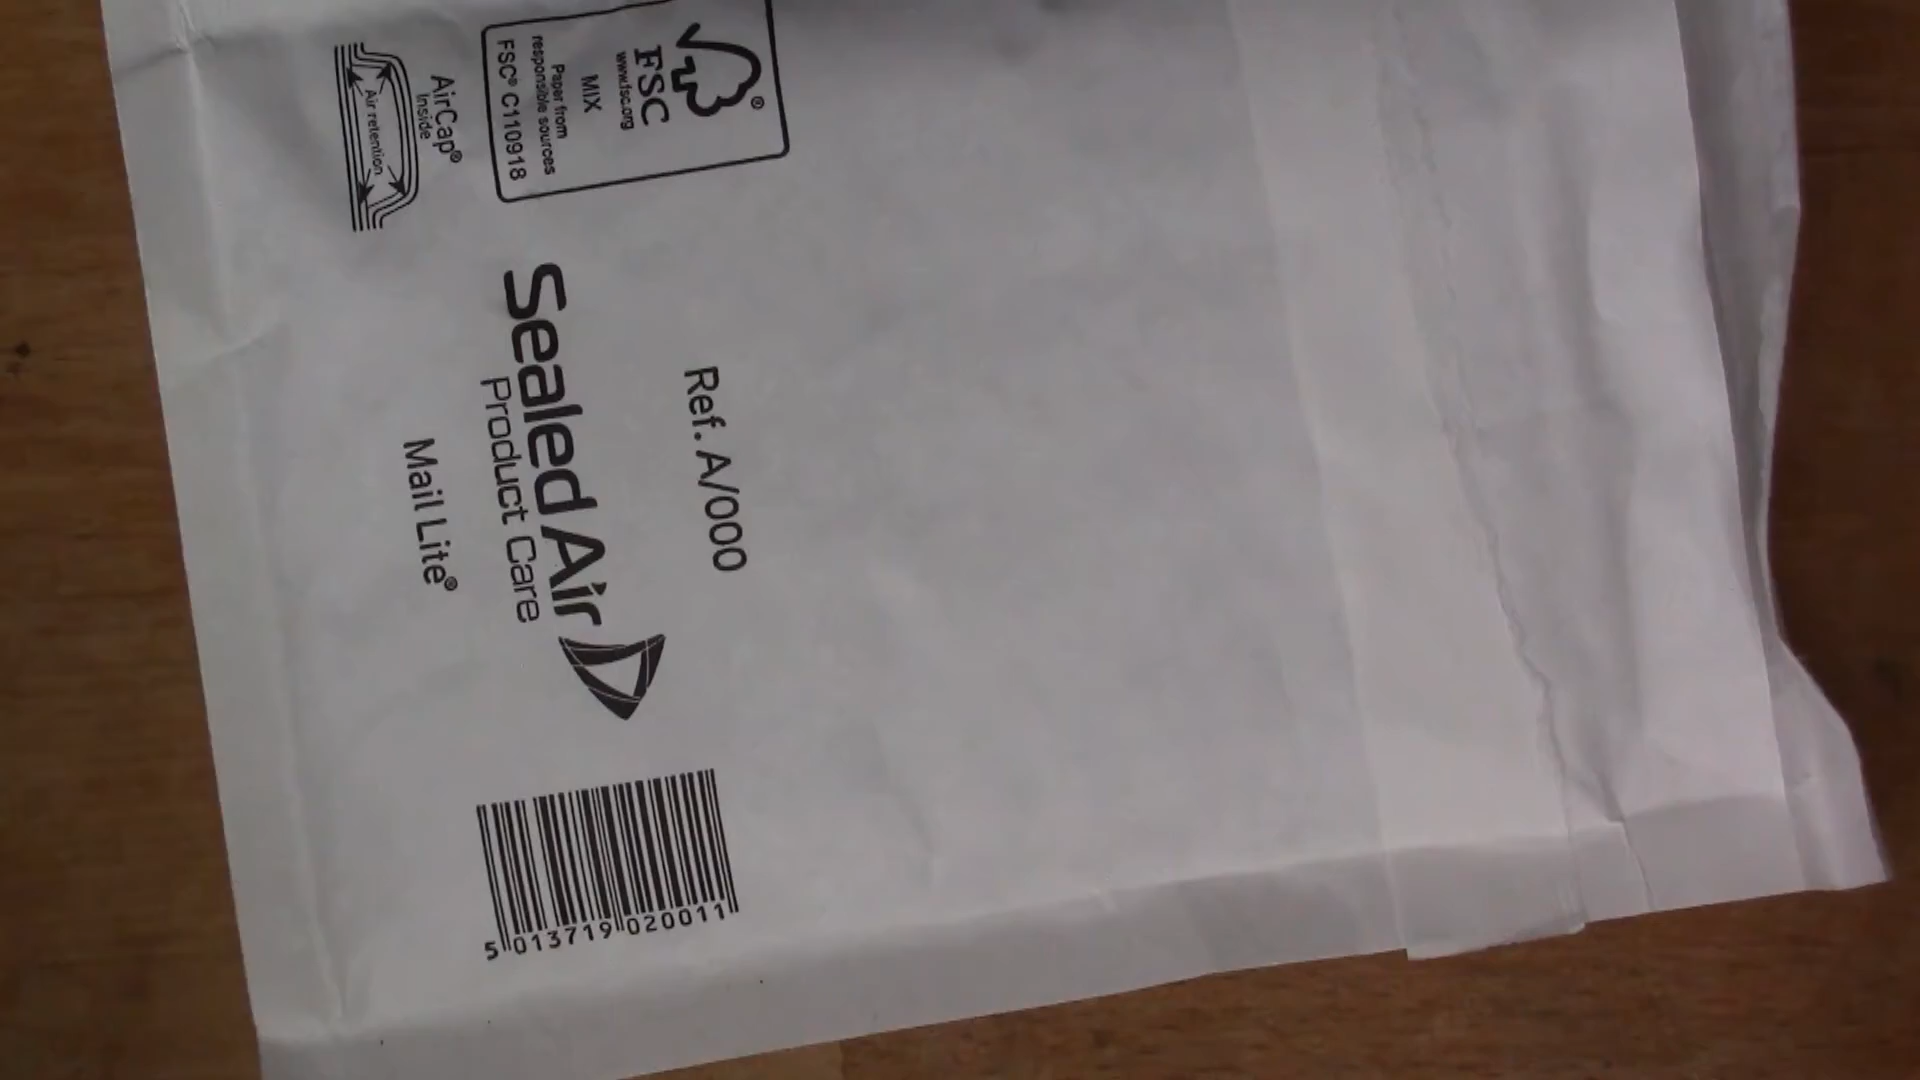 FSC
www.fsc.org
MIX
Paper from
responsible sources
FSC® C110918
AirCap®
Inside
Air retention
Ref. A/000
Sealed Air
Product Care
Mail Lite®
5 013719 020011